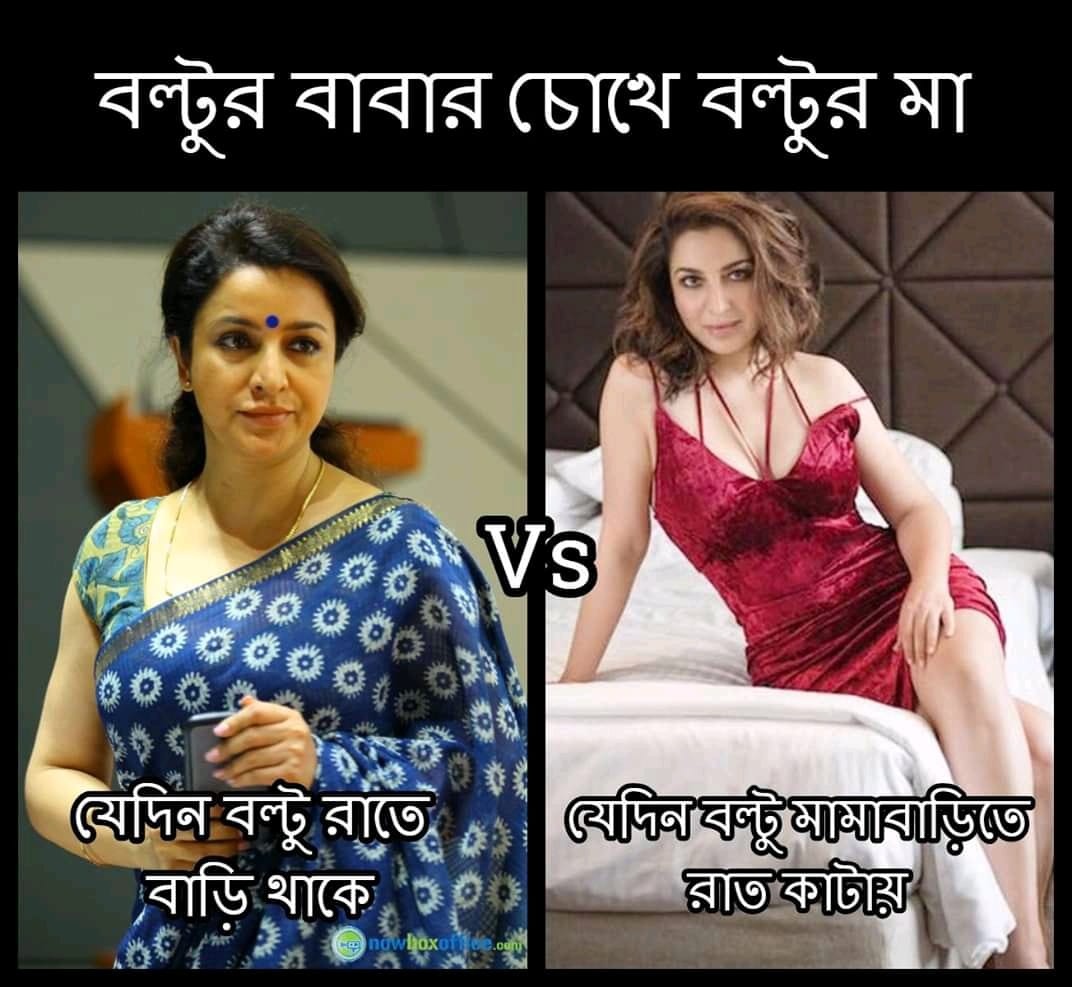 বল্টুর বাবার চোখে বল্টুর মা
Vs
যেদিন বল্টু রাতে
বাড়ি থাকে
যেদিন বল্টু মামাবাড়িতে
রাত কাটায়
nowboxoffice.com